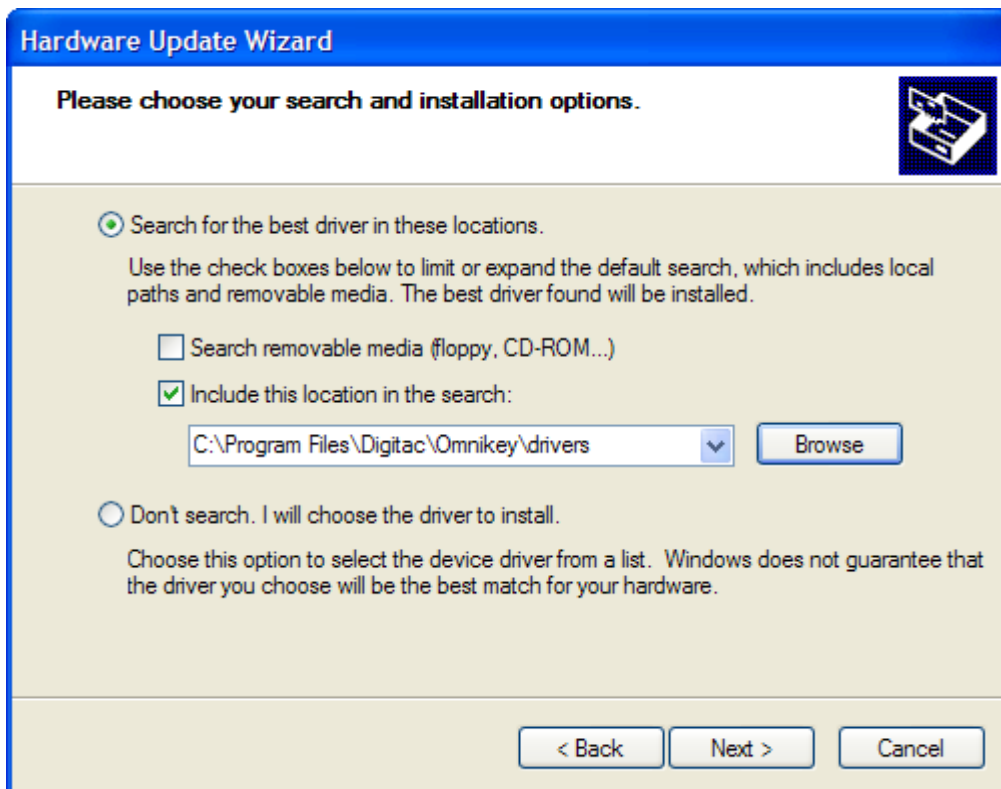 Hardware Update Wizard
Please choose your search and installation options.
Search for the best driver in these locations.
Use the check boxes below to limit or expand the default search, which includes local
paths and removable media. The best driver found will be installed.
Search removable media (floppy, CD-ROM...)
Include this location in the search:
C:\Program Files\Digitac\Omnikey\drivers
Browse
Don't search. I will choose the driver to install.
Choose this option to select the device driver from a list.  Windows does not guarantee that
the driver you choose will be the best match for your hardware.
< Back
Next >
Cancel